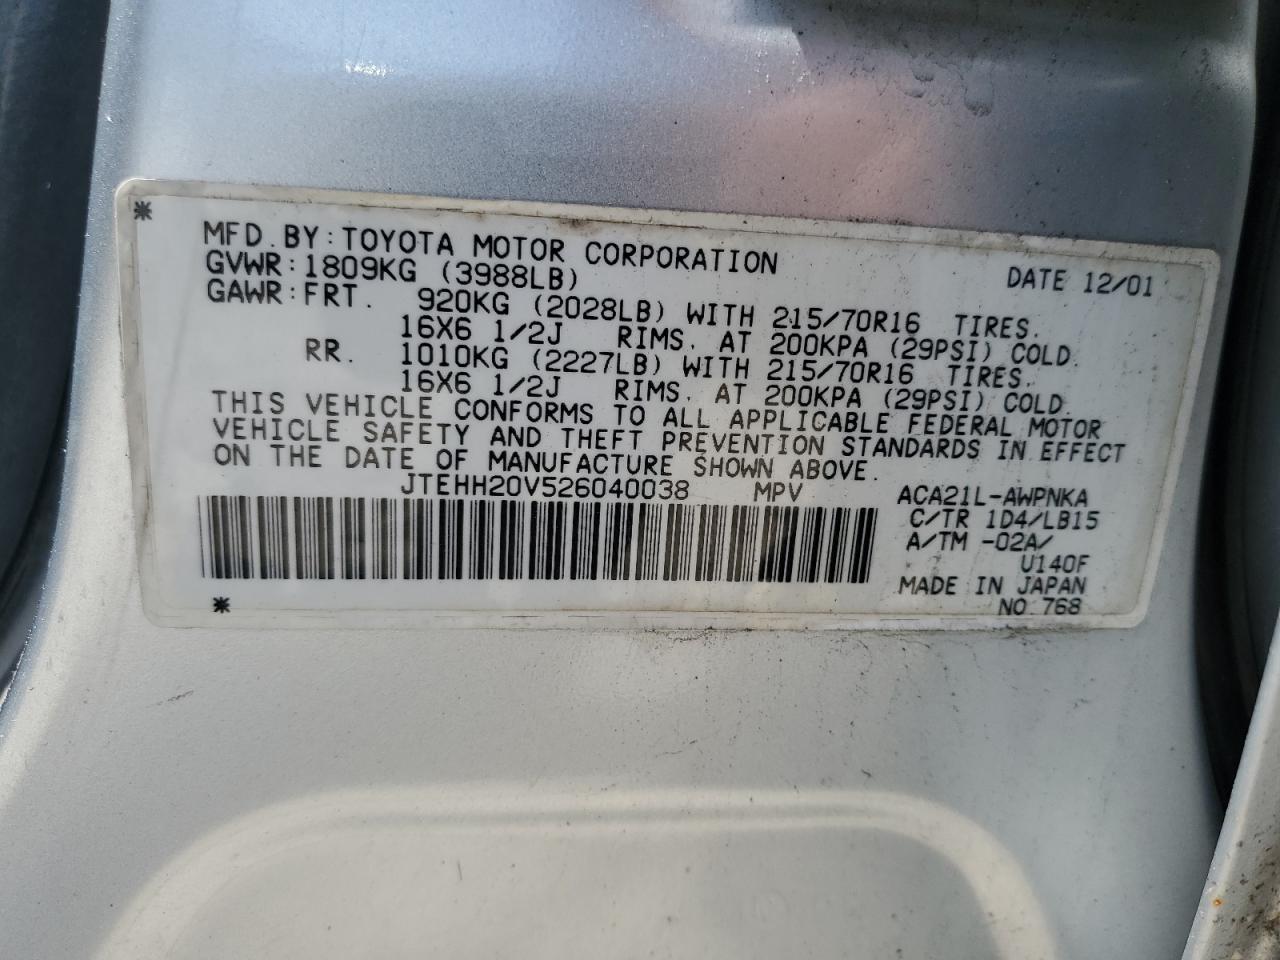 MFD. BY: TOYOTA MOTOR CORPORATION DATE 12/01
GVWR: 1809KG (3988LB)
GAWR: FRT. 920KG (2028LB) WITH 215/70R16 TIRES.
16X6 1/2J RIMS. AT 200KPA (29PSI) COLD.
RR. 1010KG (2227LB) WITH 215/70R16 TIRES.
16X6 1/2J RIMS. AT 200KPA (29PSI) COLD.
THIS VEHICLE CONFORMS TO ALL APPLICABLE FEDERAL MOTOR
VEHICLE SAFETY AND THEFT PREVENTION STANDARDS IN EFFECT
ON THE DATE OF MANUFACTURE SHOWN ABOVE.
JTEHH20V526040038 MPV ACA21L-AWPNKA
C/TR 1D4/LB15
A/TM -02A/
U140F
MADE IN JAPAN
NO. 768